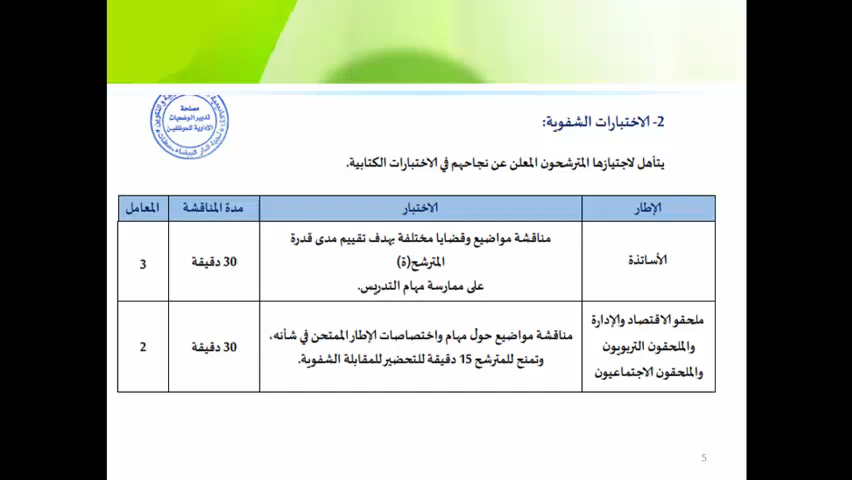 مصلحة
تدبير الوضعيات
الإدارية للموظفين
2- الاختبارات الشفوية:
يتأهل لاجتيازها المترشحون المعلن عن نجاحهم في الاختبارات الكتابية.
الإطار الاختبار مدة المناقشة المعامل
الأساتذة
مناقشة مواضيع وقضايا مختلفة بهدف تقييم مدى قدرة
المترشح(ة)
على ممارسة مهام التدريس.
30 دقيقة
3
ملحقو الاقتصاد والإدارة
والملحقون التربويون
والملحقون الاجتماعيون
مناقشة مواضيع حول مهام واختصاصات الإطار الممتحن في شأنه،
وتمنح للمترشح 15 دقيقة للتحضير للمقابلة الشفوية.
30 دقيقة
2
5